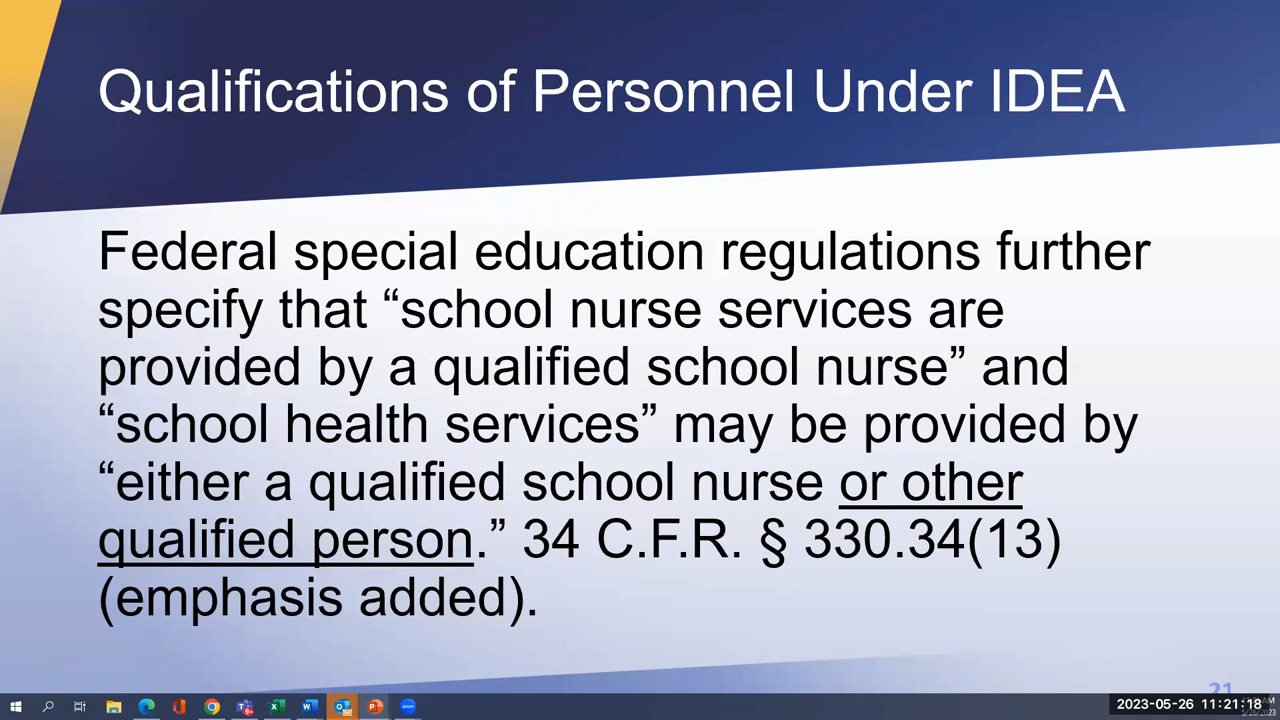 Qualifications of Personnel Under IDEA
Federal special education regulations further
specify that “school nurse services are
provided by a qualified school nurse” and
“school health services” may be provided by
“either a qualified school nurse or other
qualified person.” 34 C.F.R. § 330.34(13)
(emphasis added).
21
2023-05-26 11:21:18